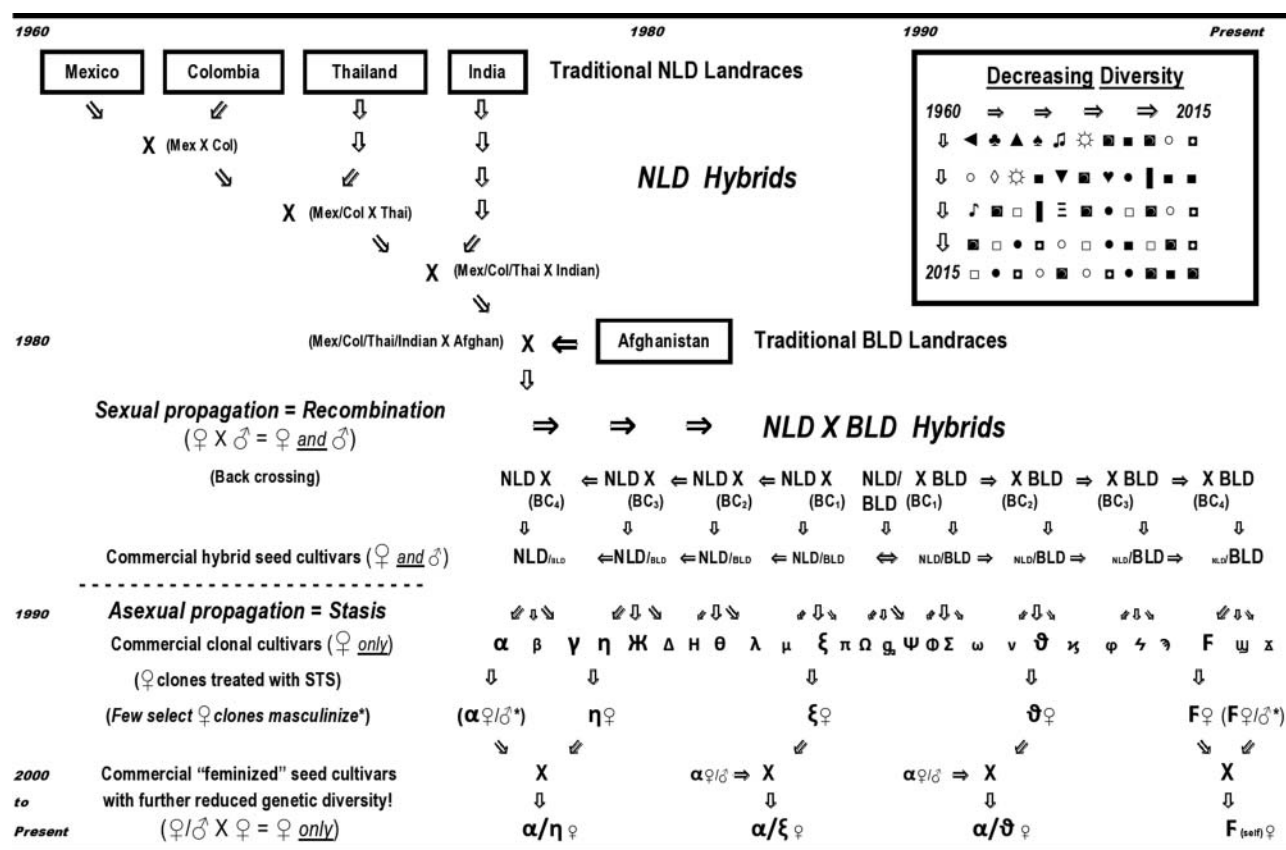 1960 1980 1990 Present
Mexico Colombia Thailand India Traditional NLD Landraces
Decreasing Diversity
1960 ⇒ ⇒ ⇒ ⇒ 2015
X (Mex X Col)
NLD Hybrids
X (Mex/Col X Thai)
X (Mex/Col/Thai X Indian)
2015
1980 (Mex/Col/Thai/Indian X Afghan) X ⇐ Afghanistan Traditional BLD Landraces
Sexual propagation = Recombination
(♀ X ♂ = ♀ and ♂)
⇒ ⇒ ⇒ NLD X BLD Hybrids
(Back crossing) NLD X ⇐ NLD X ⇐ NLD X ⇐ NLD X NLD/ X BLD ⇒ X BLD ⇒ X BLD ⇒ X BLD
(BC₄) (BC₃) (BC₂) (BC₁) BLD (BC₁) (BC₂) (BC₃) (BC₄)
Commercial hybrid seed cultivars (♀ and ♂) NLD/BLD ⇐NLD/BLD ⇐NLD/BLD ⇐ NLD/BLD ⇔ NLD/BLD ⇒ NLD/BLD ⇒ NLD/BLD ⇒ NLD/BLD
1990 Asexual propagation = Stasis
Commercial clonal cultivars (♀ only) α β γ η Ж Δ Η θ λ μ ξ π Ω Ψ Φ Σ ω ν ϑ ϗ φ ϟ ϡ F ϣ
(♀ clones treated with STS)
(Few select ♀ clones masculinize*) (α♀/♂*) η♀ ξ♀ ϑ♀ F♀ (F♀/♂*)
2000 Commercial “feminized” seed cultivars X α♀/♂ ⇒ X α♀/♂ ⇒ X X
to with further reduced genetic diversity!
Present (♀/♂ X ♀ = ♀ only) α/η ♀ α/ξ ♀ α/ϑ ♀ F (self) ♀